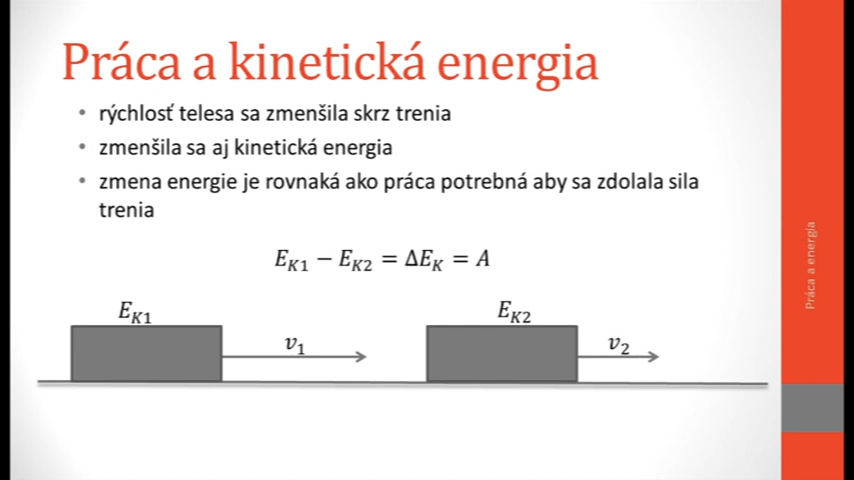 Práca a kinetická energia
• rýchlosť telesa sa zmenšila skrz trenia
• zmenšila sa aj kinetická energia
• zmena energie je rovnaká ako práca potrebná aby sa zdolala sila
trenia
E_{K1} − E_{K2} = ΔE_K = A
E_{K1}
v_1
E_{K2}
v_2
Práca a energia